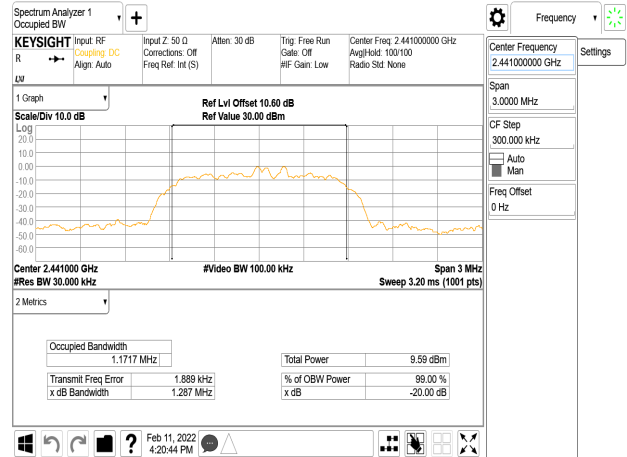 Spectrum Analyzer 1
Occupied BW
Frequency
KEYSIGHT
R
Input: RF
Coupling: DC
Align: Auto
Input Z: 50 Ω
Corrections: Off
Freq Ref: Int (S)
Atten: 30 dB
Trig: Free Run
Gate: Off
#IF Gain: Low
Center Freq: 2.441000000 GHz
Avg|Hold: 100/100
Radio Std: None
Center Frequency
2.441000000 GHz
Settings
Span
3.0000 MHz
CF Step
300.000 kHz
Auto
Man
Freq Offset
0 Hz
1 Graph
Ref Lvl Offset 10.60 dB
Scale/Div 10.0 dB
Ref Value 30.00 dBm
Log
20.0
10.0
0.00
-10.0
-20.0
-30.0
-40.0
-50.0
-60.0
Center 2.441000 GHz
#Video BW 100.00 kHz
Span 3 MHz
#Res BW 30.000 kHz
Sweep 3.20 ms (1001 pts)
2 Metrics
Occupied Bandwidth
1.1717 MHz
Total Power 9.59 dBm
Transmit Freq Error 1.889 kHz
% of OBW Power 99.00 %
x dB Bandwidth 1.287 MHz
x dB -20.00 dB
?
Feb 11, 2022
4:20:44 PM